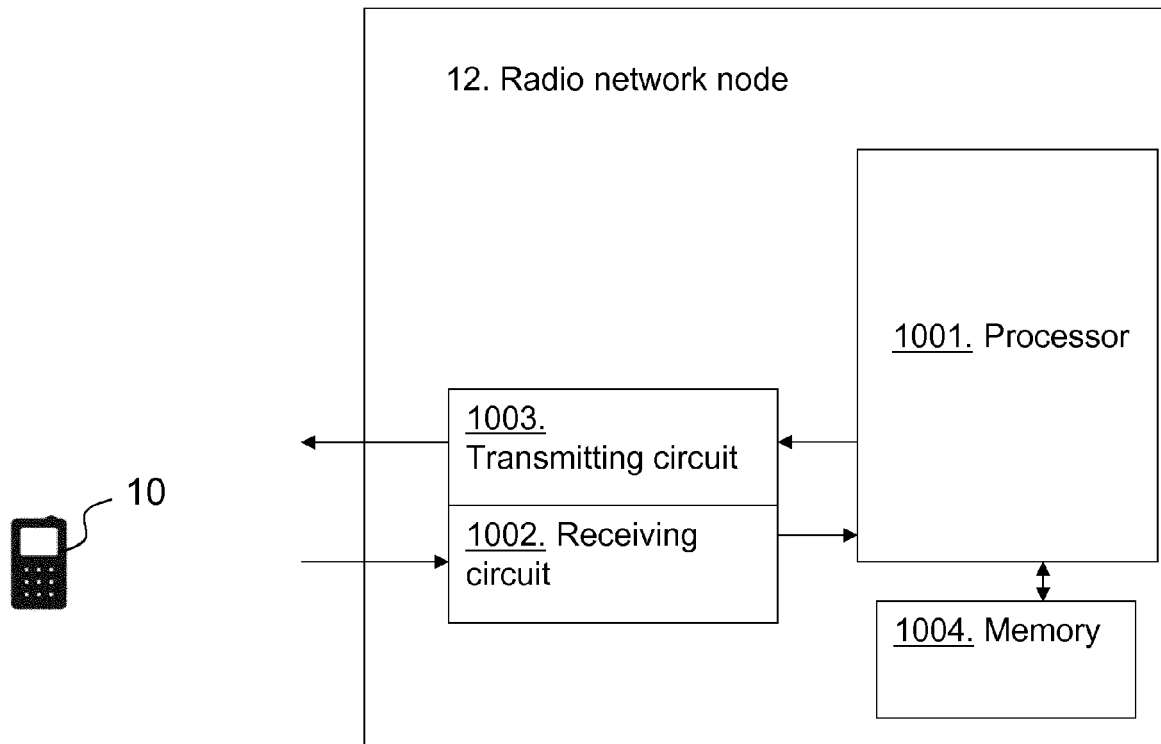 12. Radio network node
1001. Processor
1003.
Transmitting circuit
10
1002. Receiving
circuit
1004. Memory